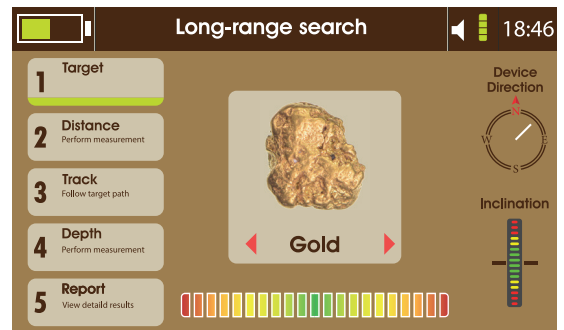 Long-range search
18:46
1
Target
2
Distance
Perform measurement
3
Track
Follow target path
4
Depth
Perform measurement
5
Report
View detaild results
Gold
Device
Direction
N
W
E
S
Inclination